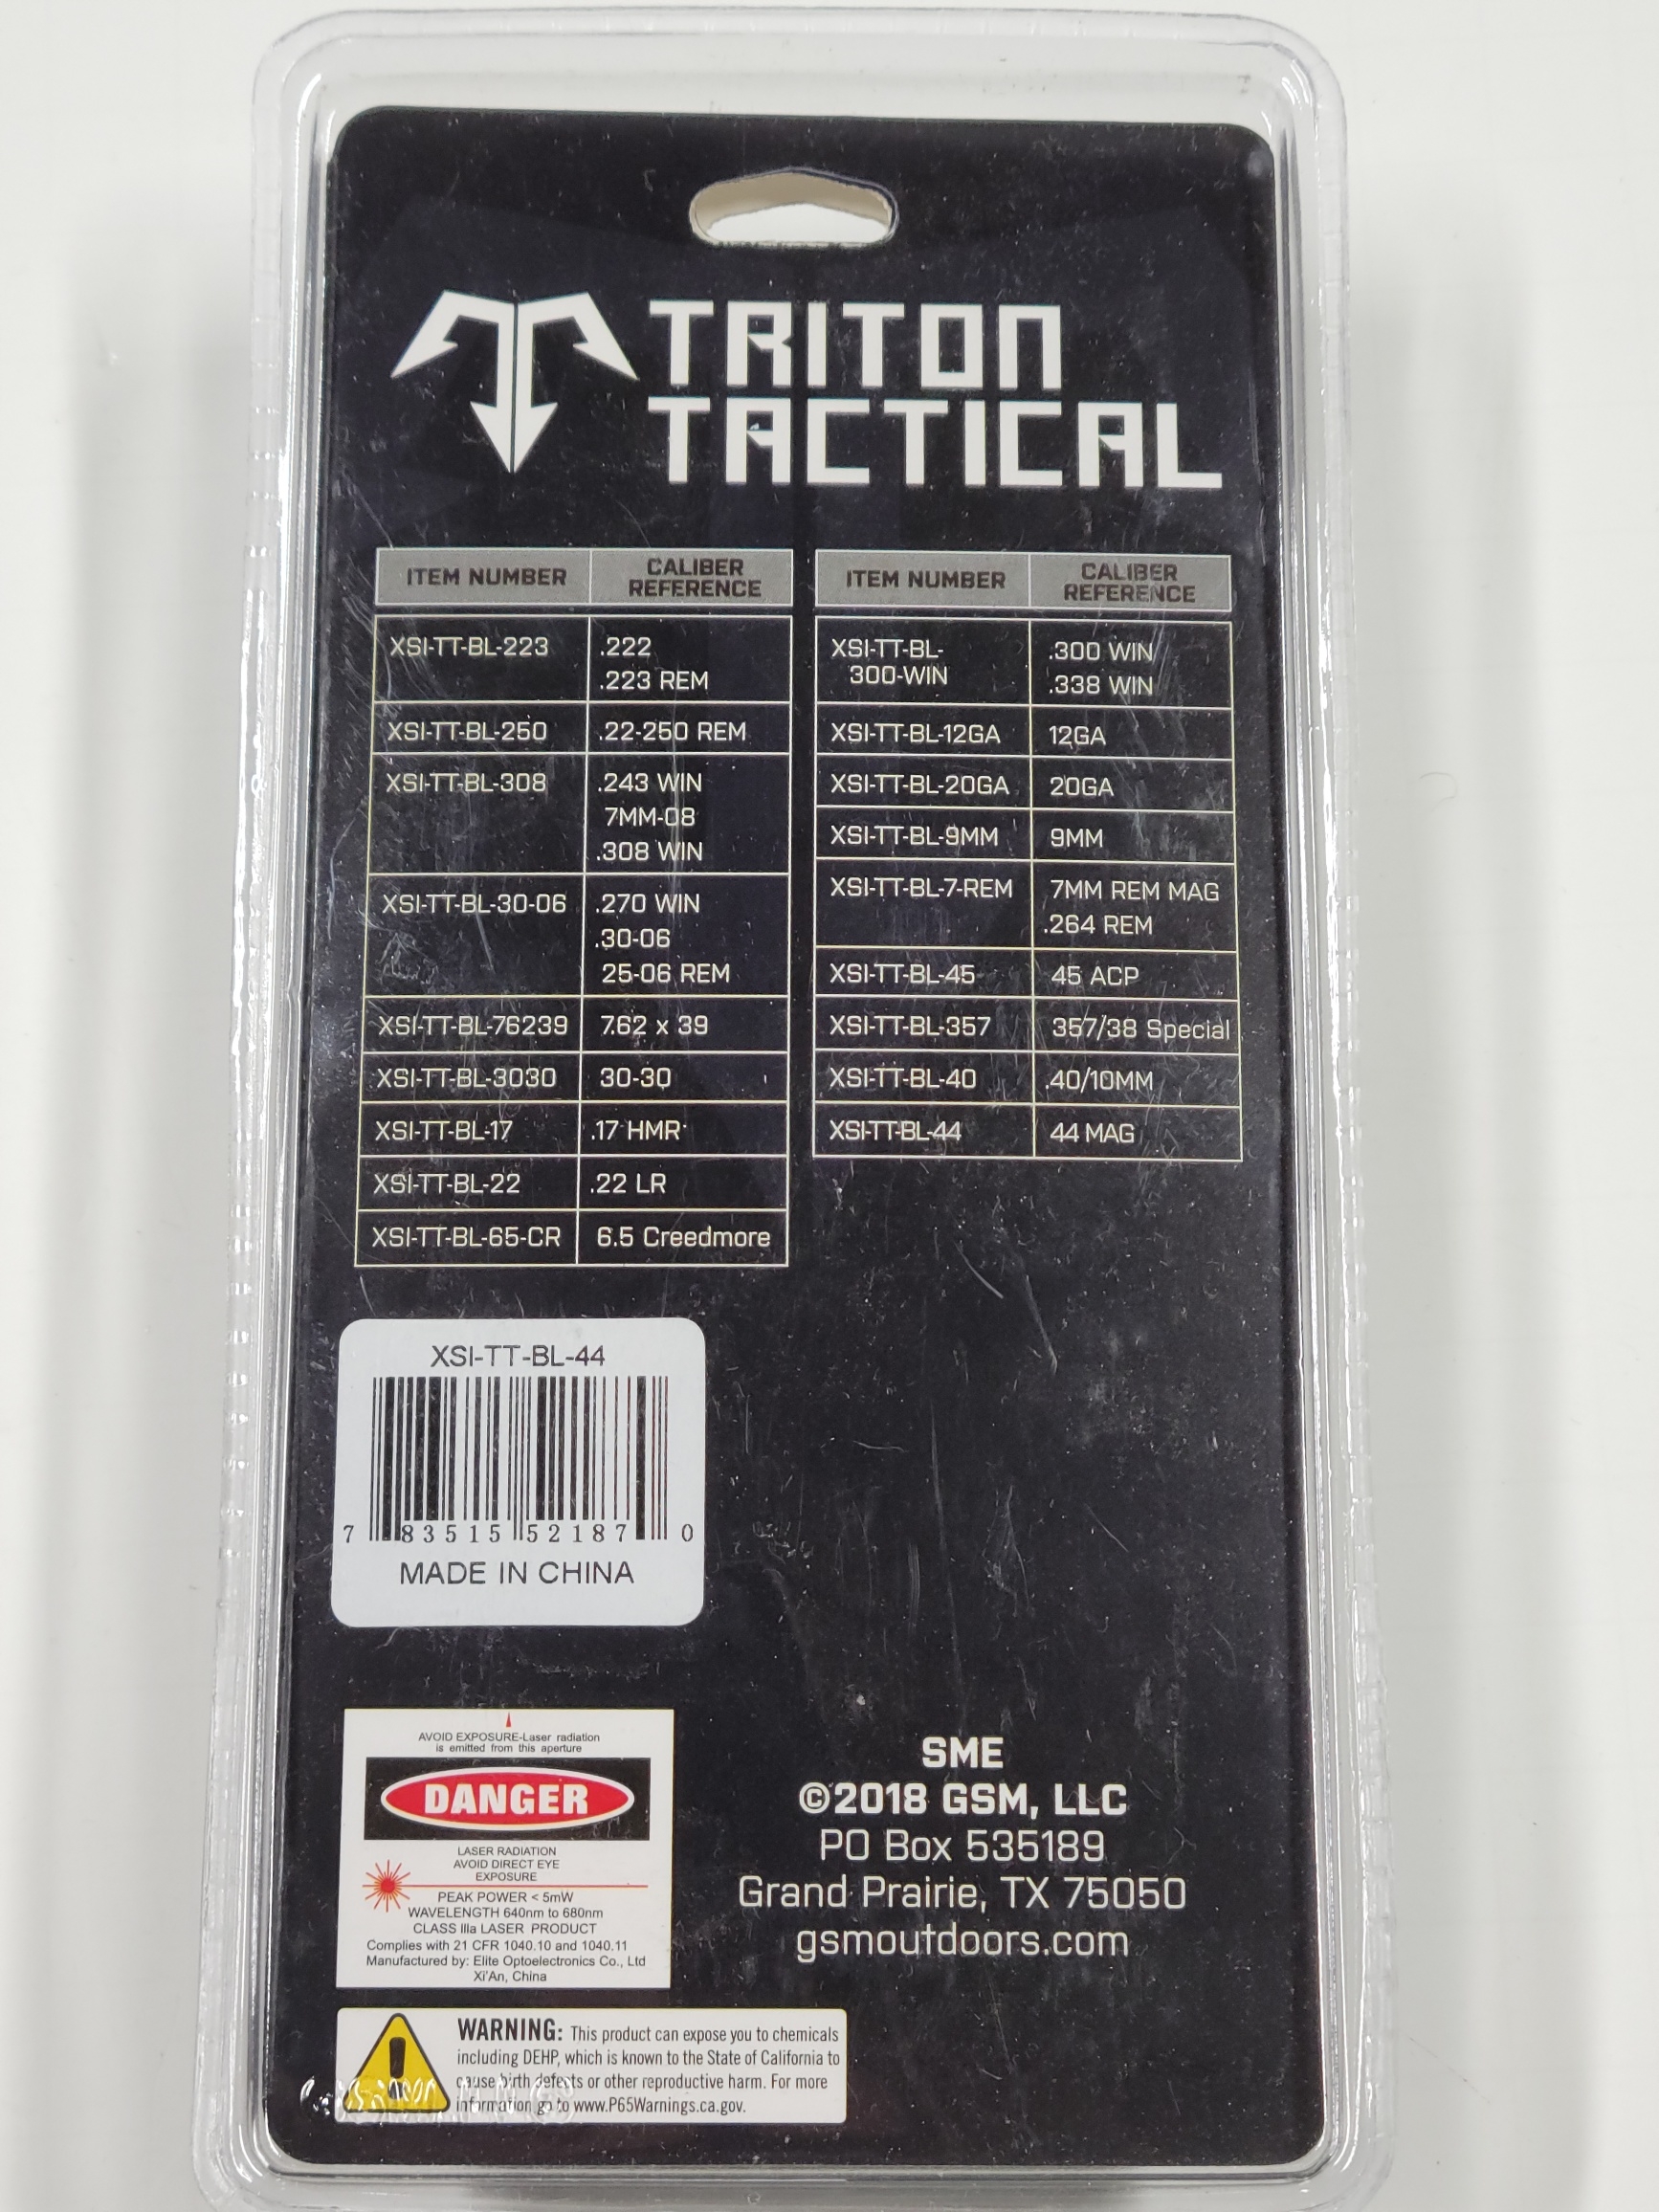 TRITON
TACTICAL
ITEM NUMBER CALIBER REFERENCE
XSI-TT-BL-223 .222
.223 REM
XSI-TT-BL-250 .22-250 REM
XSI-TT-BL-308 .243 WIN
7MM-08
.308 WIN
XSI-TT-BL-30-06 .270 WIN
.30-06
25-06 REM
XSI-TT-BL-76239 7.62 x 39
XSI-TT-BL-3030 30-30
XSI-TT-BL-17 .17 HMR
XSI-TT-BL-22 .22 LR
XSI-TT-BL-65-CR 6.5 Creedmore
ITEM NUMBER CALIBER REFERENCE
XSI-TT-BL- .300 WIN
300-WIN .338 WIN
XSI-TT-BL-12GA 12GA
XSI-TT-BL-20GA 20GA
XSI-TT-BL-9MM 9MM
XSI-TT-BL-7-REM 7MM REM MAG
.264 REM
XSI-TT-BL-45 45 ACP
XSI-TT-BL-357 357/38 Special
XSI-TT-BL-40 .40/10MM
XSI-TT-BL-44 44 MAG
XSI-TT-BL-44
7 83515 52187 0
MADE IN CHINA
AVOID EXPOSURE-Laser radiation
is emitted from this aperture
DANGER
LASER RADIATION
AVOID DIRECT EYE
EXPOSURE
PEAK POWER < 5mW
WAVELENGTH 640nm to 680nm
CLASS IIIa LASER PRODUCT
Complies with 21 CFR 1040.10 and 1040.11
Manufactured by: Elite Optoelectronics Co., Ltd
Xi'An, China
SME
©2018 GSM, LLC
PO Box 535189
Grand Prairie, TX 75050
gsmoutdoors.com
WARNING: This product can expose you to chemicals
including DEHP, which is known to the State of California to
cause birth defects or other reproductive harm. For more
information go to www.P65Warnings.ca.gov.